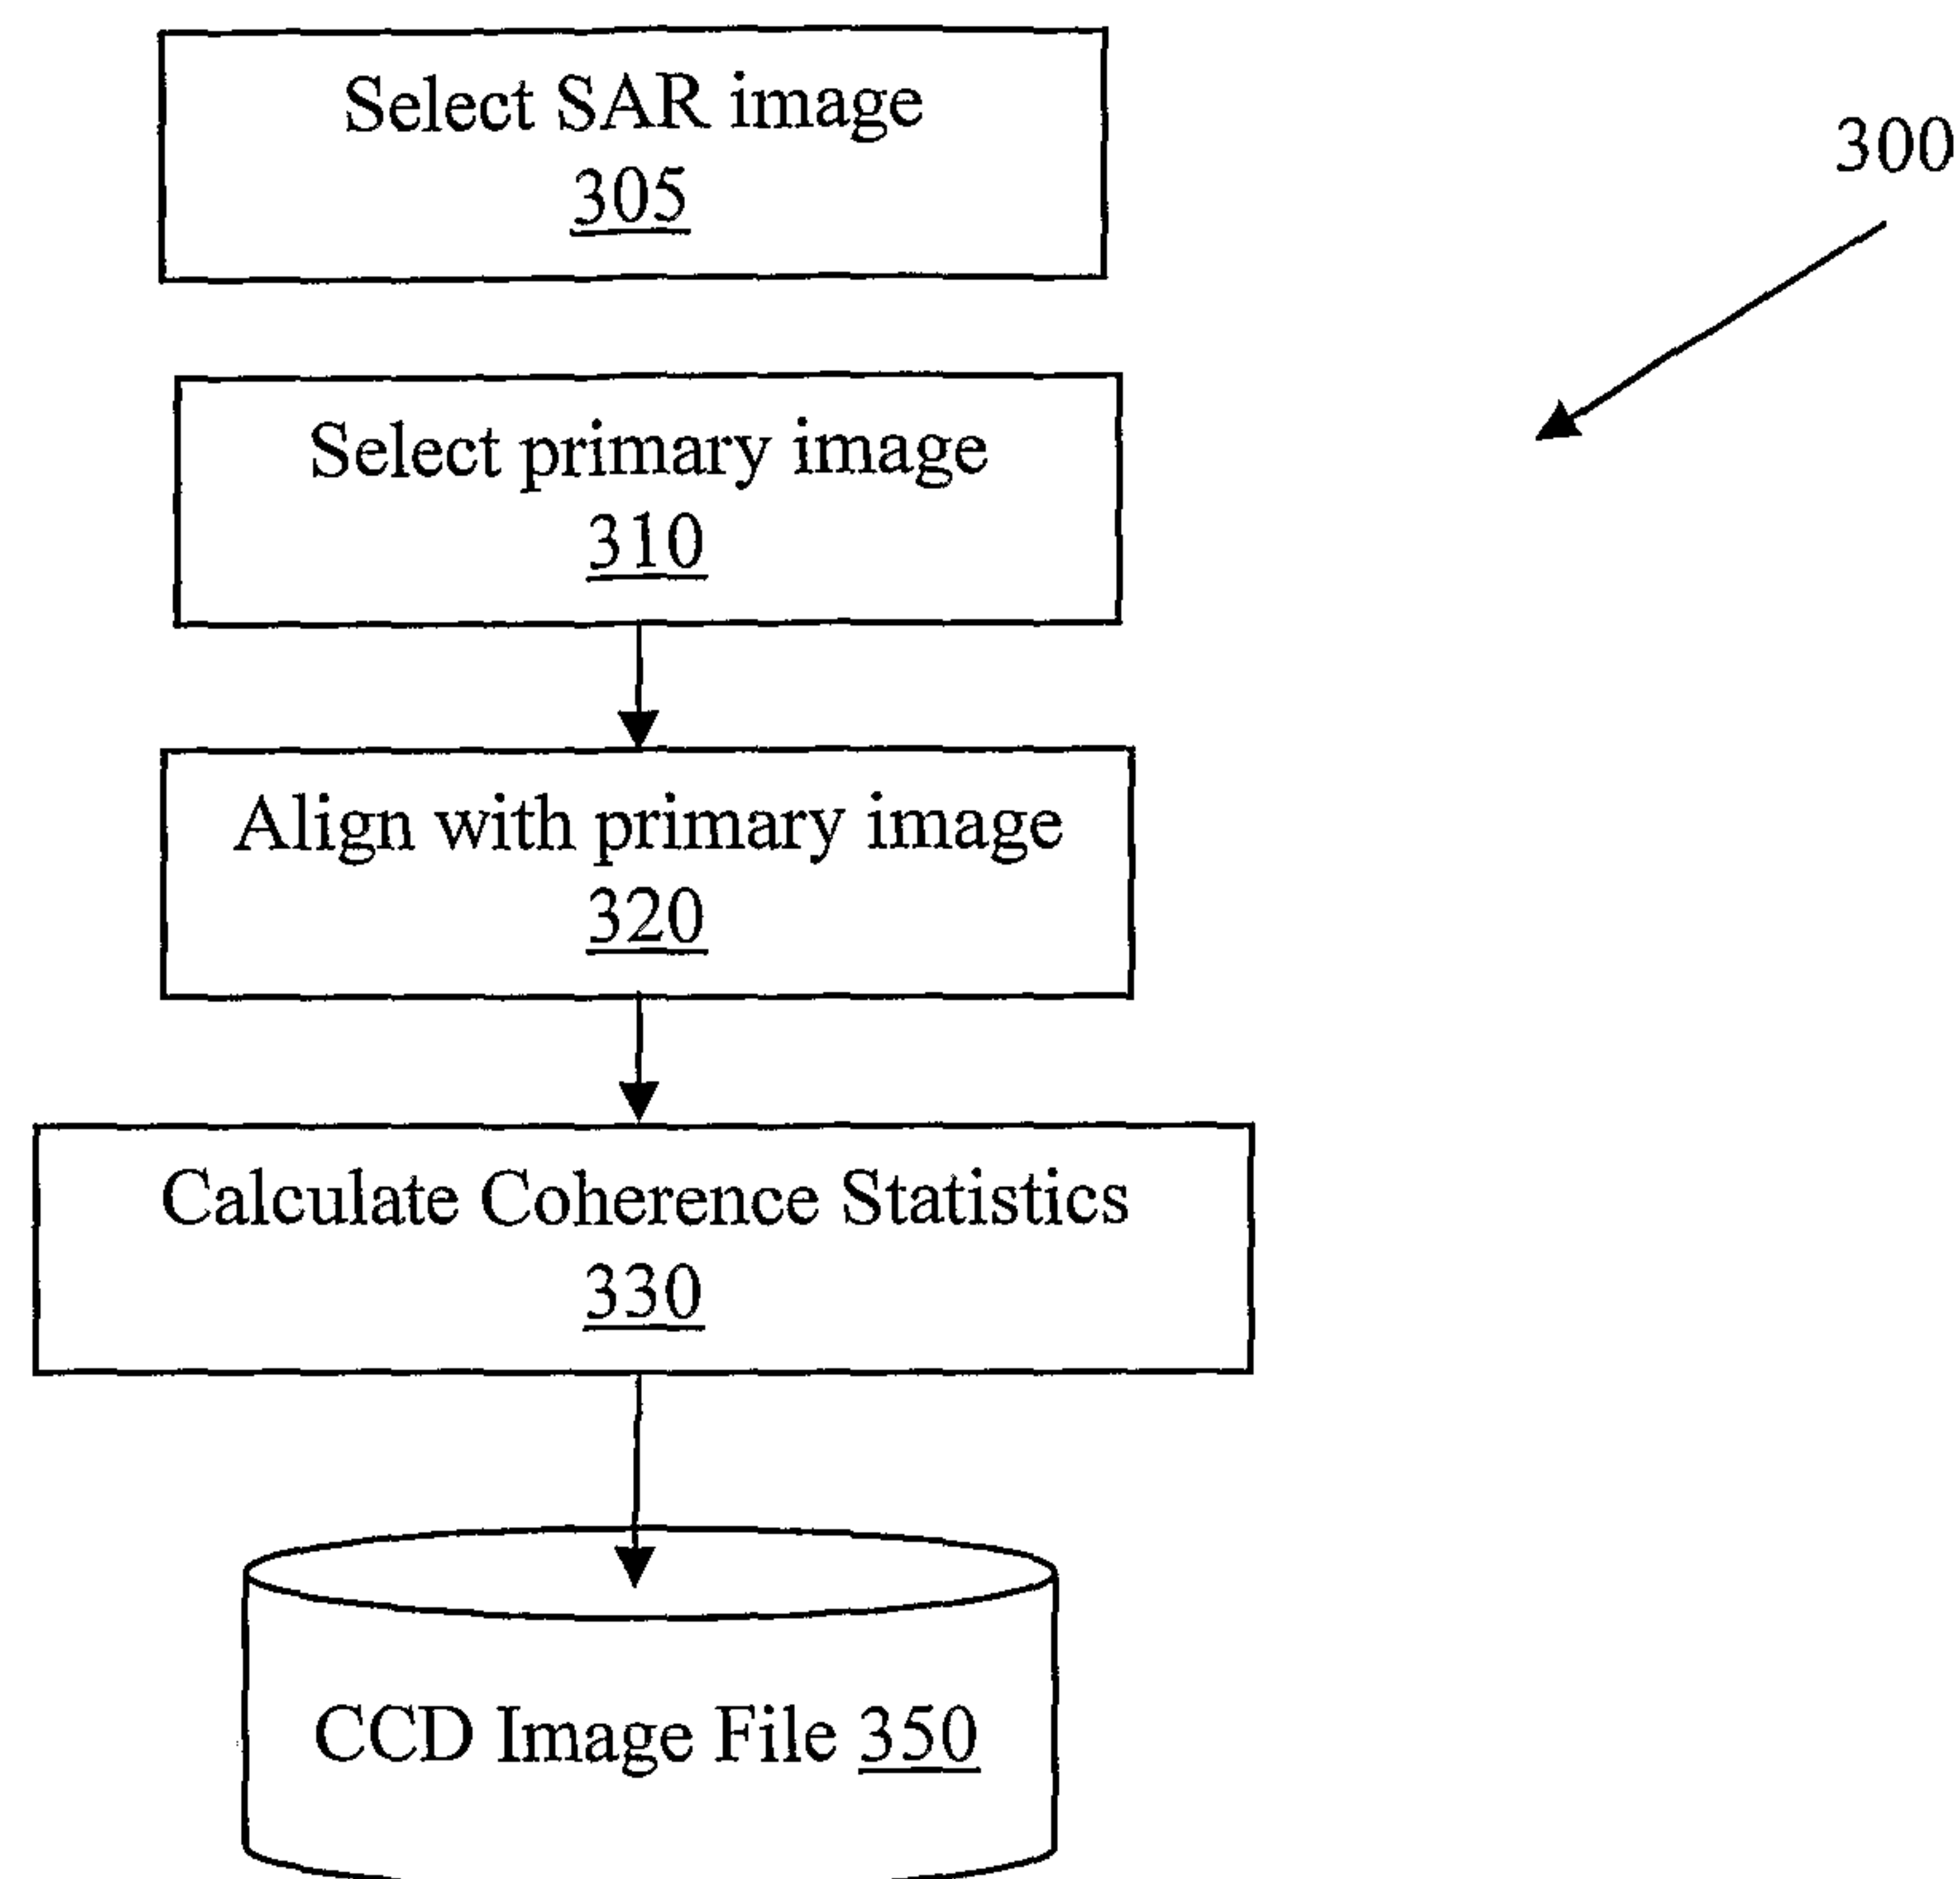 Select SAR image
305
300
Select primary image
310
Align with primary image
320
Calculate Coherence Statistics
330
CCD Image File 350